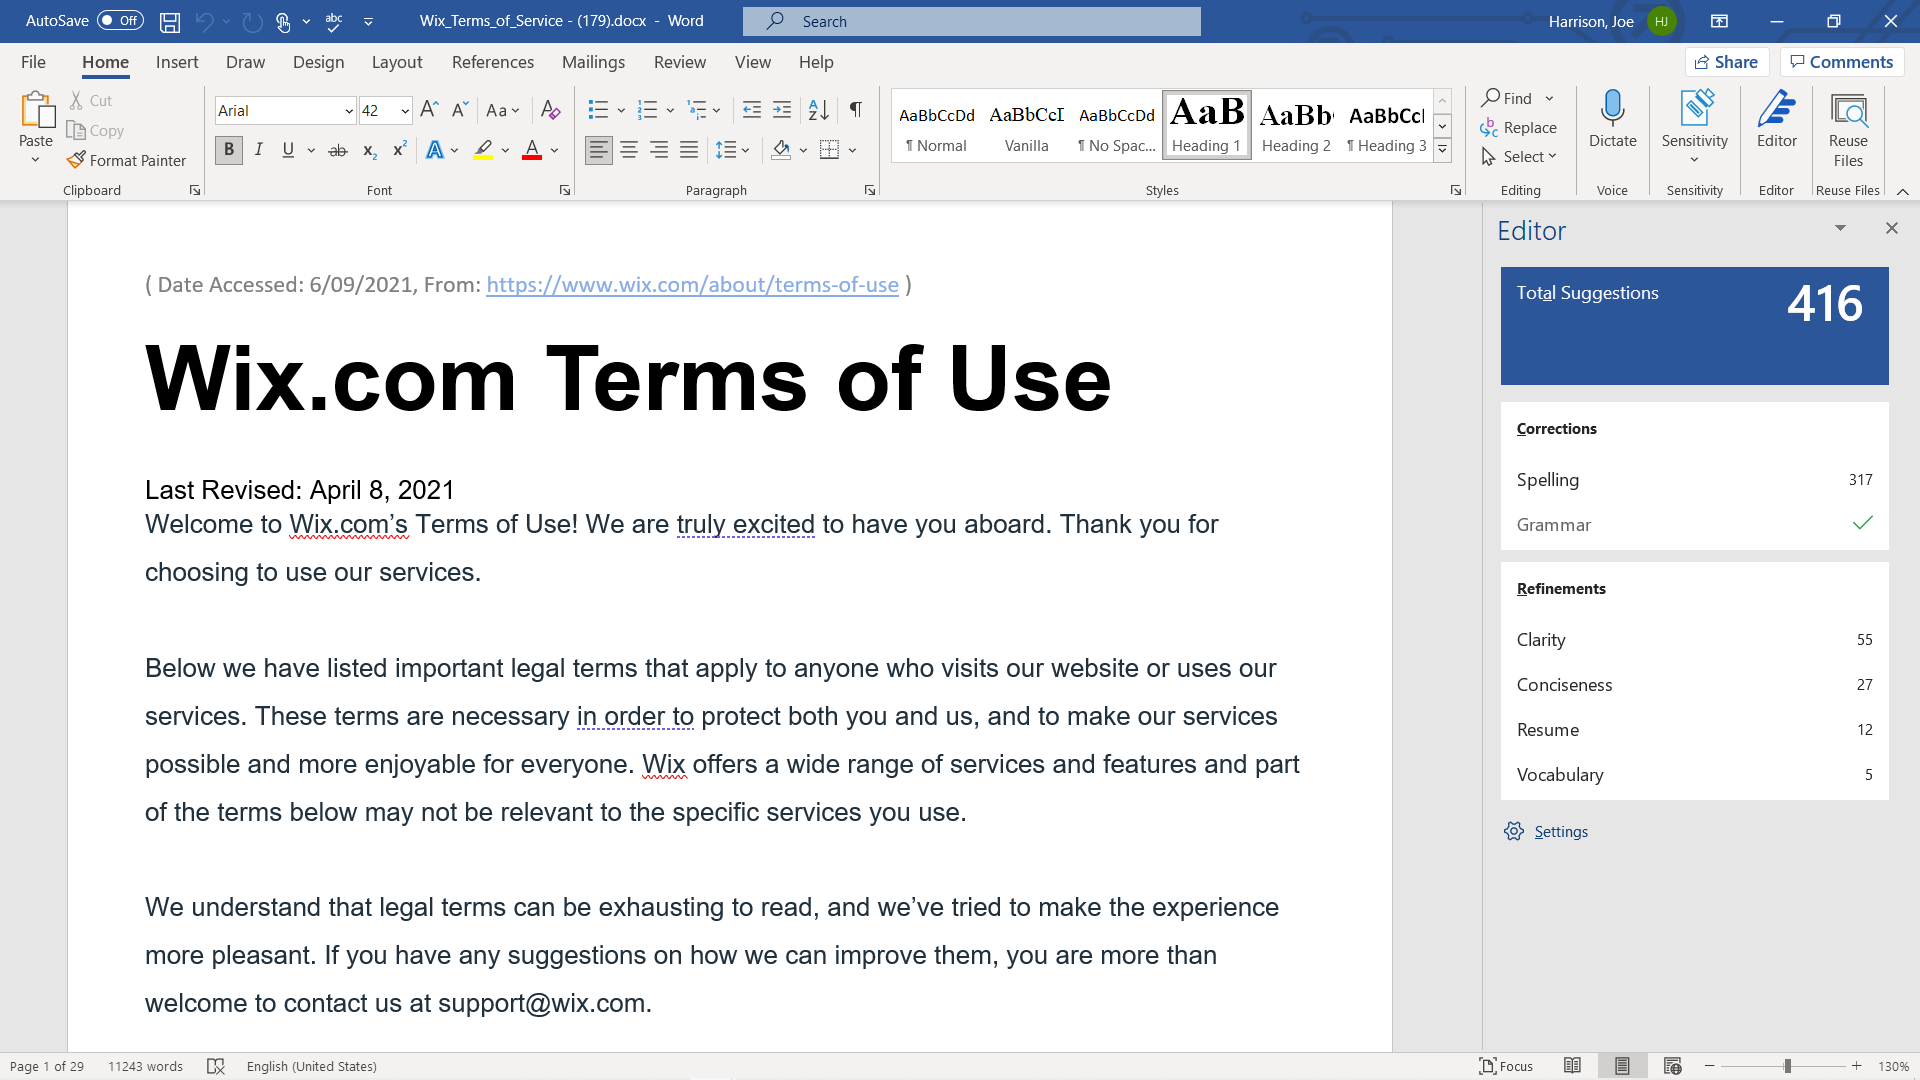 AutoSave Off abc Wix_Terms_of_Service - (179).docx - Word Search Harrison, Joe HJ
File Home Insert Draw Design Layout References Mailings Review View Help Share Comments
Paste Cut Copy Format Painter
Clipboard
Arial 42 A A Aa A
B I U ab x2 x2 A A
Font
Paragraph
AaBbCcDd AaBbCcI AaBbCcDd AaB AaBb AaBbCc
¶ Normal Vanilla ¶ No Spac... Heading 1 Heading 2 ¶ Heading 3
Styles
Find Replace Select
Editing
Dictate
Voice
Sensitivity
Sensitivity
Editor
Editor
Reuse Files
Reuse Files
( Date Accessed: 6/09/2021, From: https://www.wix.com/about/terms-of-use )
Wix.com Terms of Use
Last Revised: April 8, 2021
Welcome to Wix.com’s Terms of Use! We are truly excited to have you aboard. Thank you for
choosing to use our services.
Below we have listed important legal terms that apply to anyone who visits our website or uses our
services. These terms are necessary in order to protect both you and us, and to make our services
possible and more enjoyable for everyone. Wix offers a wide range of services and features and part
of the terms below may not be relevant to the specific services you use.
We understand that legal terms can be exhausting to read, and we’ve tried to make the experience
more pleasant. If you have any suggestions on how we can improve them, you are more than
welcome to contact us at support@wix.com.
Editor
Total Suggestions 416
Corrections
Spelling 317
Grammar
Refinements
Clarity 55
Conciseness 27
Resume 12
Vocabulary 5
Settings
Page 1 of 29 11243 words English (United States) Focus 130%